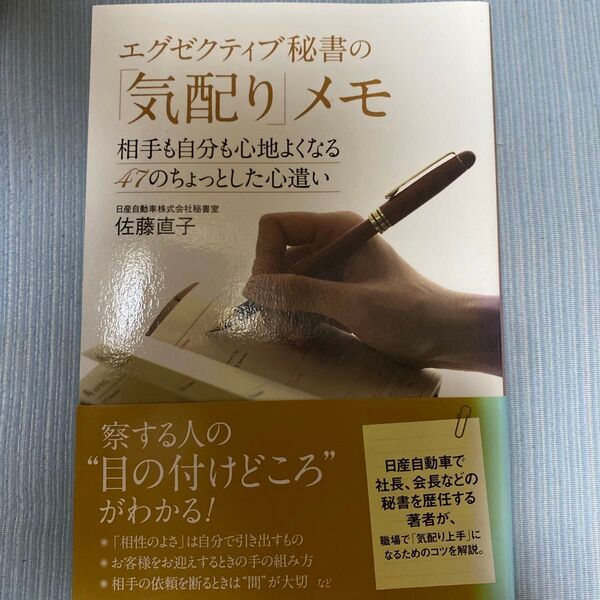 エグゼクティブ秘書の
「気配り」メモ
相手も自分も心地よくなる
47のちょっとした心遣い
日産自動車株式会社秘書室
佐藤直子
察する人の
“目の付けどころ”
がわかる!
●「相性のよさ」は自分で引き出すもの
●お客様をお迎えするときの手の組み方
●相手の依頼を断るときは“間”が大切 など
日産自動車で
社長、会長などの
秘書を歴任する
著者が、
職場で「気配り上手」に
なるためのコツを解説。